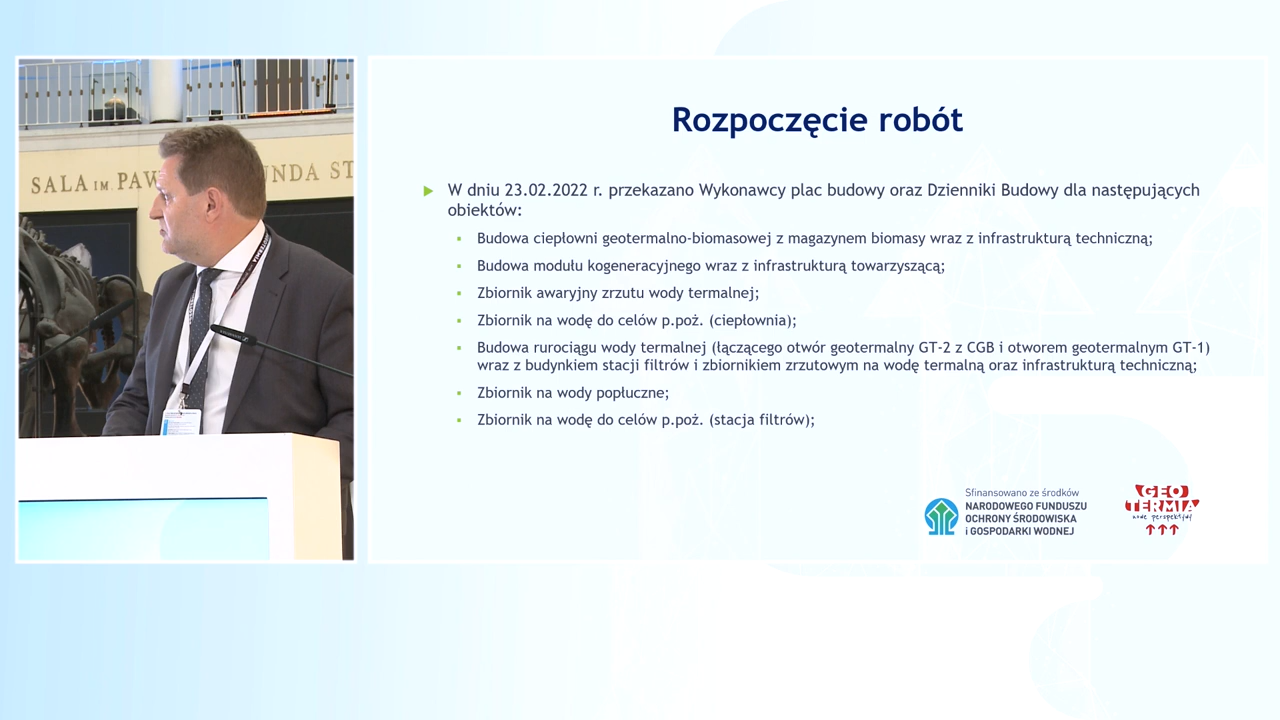 SALA IM. PAW
UNDA ST
Rozpoczęcie robót
W dniu 23.02.2022 r. przekazano Wykonawcy plac budowy oraz Dzienniki Budowy dla następujących
obiektów:
Budowa ciepłowni geotermalno-biomasowej z magazynem biomasy wraz z infrastrukturą techniczną;
Budowa modułu kogeneracyjnego wraz z infrastrukturą towarzyszącą;
Zbiornik awaryjny zrzutu wody termalnej;
Zbiornik na wodę do celów p.poż. (ciepłownia);
Budowa rurociągu wody termalnej (łączącego otwór geotermalny GT-2 z CGB i otworem geotermalnym GT-1)
wraz z budynkiem stacji filtrów i zbiornikiem zrzutowym na wodę termalną oraz infrastrukturą techniczną;
Zbiornik na wody popłuczne;
Zbiornik na wodę do celów p.poż. (stacja filtrów);
Sfinansowano ze środków
NARODOWEGO FUNDUSZU
OCHRONY ŚRODOWISKA
i GOSPODARKI WODNEJ
GEO
TERMIA
nowe perspektywy